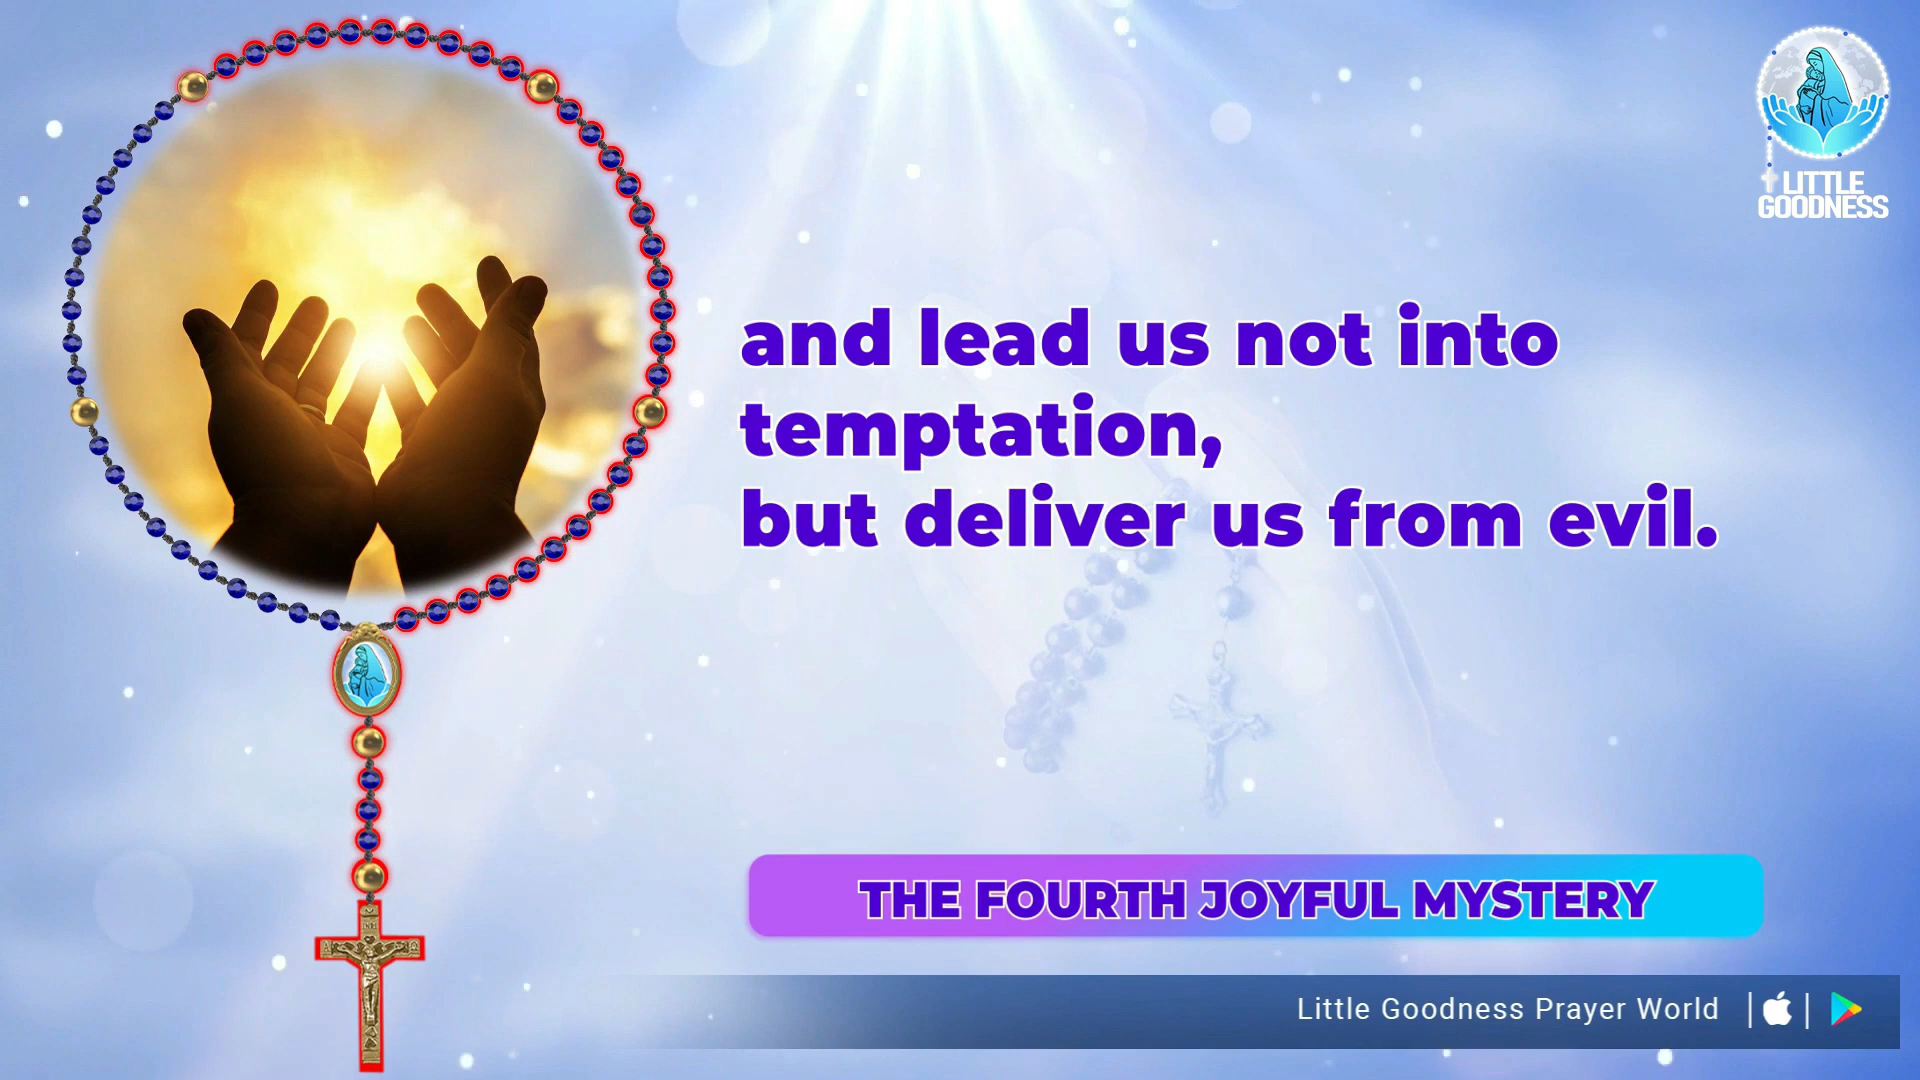 LITTLE
GOODNESS
and lead us not into
temptation,
but deliver us from evil.
THE FOURTH JOYFUL MYSTERY
Little Goodness Prayer World
INRI